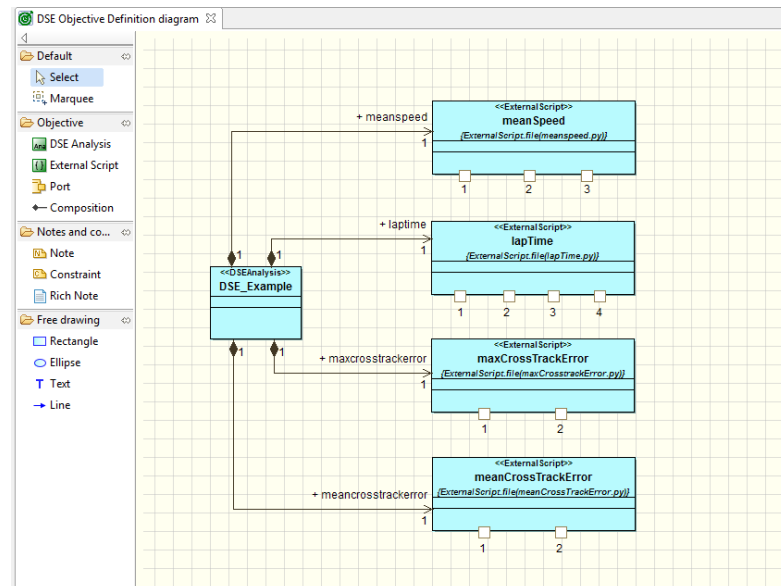 DSE Objective Definition diagram
Default
Select
Marquee
Objective
DSE Analysis
External Script
Port
Composition
Notes and co...
Note
Constraint
Rich Note
Free drawing
Rectangle
Ellipse
Text
Line
<<ExternalScript>>
meanSpeed
{ExternalScript.file(meanspeed.py)}
+ meanspeed
1
1 2 3
<<ExternalScript>>
lapTime
{ExternalScript.file(lapTime.py)}
+ laptime
1
1 2 3 4
1 1
<<DSEAnalysis>>
DSE_Example
1 1
<<ExternalScript>>
maxCrossTrackError
{ExternalScript.file(maxCrosstrackError.py)}
+ maxcrosstrackerror
1
1 2
<<ExternalScript>>
meanCrossTrackError
{ExternalScript.file(meanCrossTrackError.py)}
+ meancrosstrackerror
1
1 2